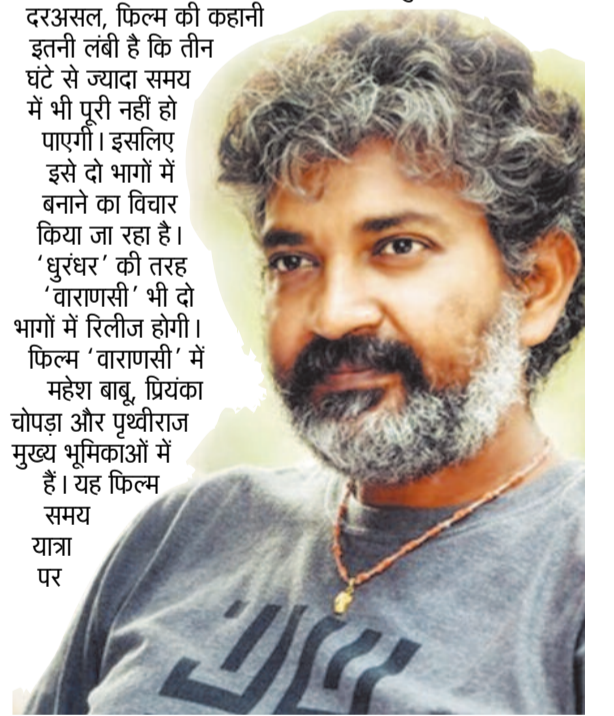 दरअसल, फिल्म की कहानी
इतनी लंबी है कि तीन
घंटे से ज्यादा समय
में भी पूरी नहीं हो
पाएगी। इसलिए
इसे दो भागों में
बनाने का विचार
किया जा रहा है।
‘धुरंधर’ की तरह
‘वाराणसी’ भी दो
भागों में रिलीज होगी।
फिल्म ‘वाराणसी’ में
महेश बाबू, प्रियंका
चोपड़ा और पृथ्वीराज
मुख्य भूमिकाओं में
हैं। यह फिल्म
समय
यात्रा
पर